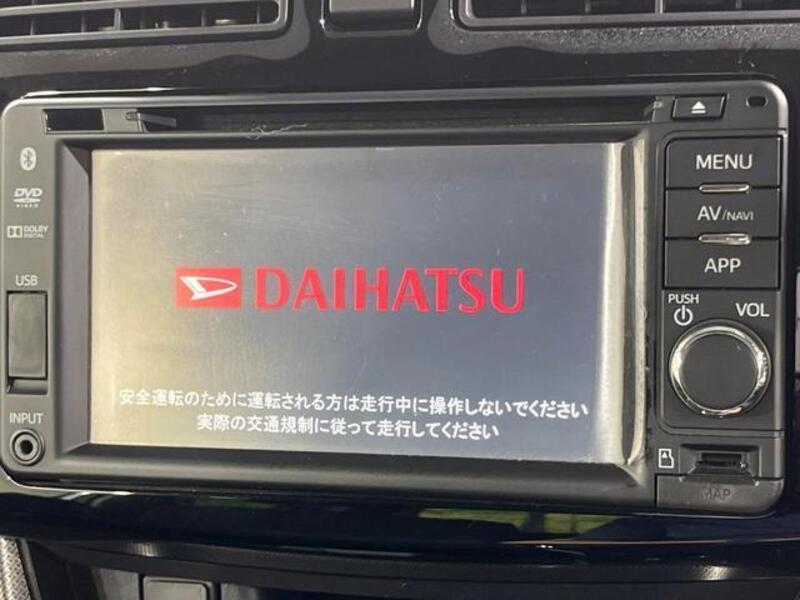 MENU
DVD
VIDEO
AV/NAVI
DOLBY
DIGITAL
APP
USB
DAIHATSU
PUSH
VOL
安全運転のために運転される方は走行中に操作しないでください
実際の交通規制に従って走行してください
INPUT
MAP